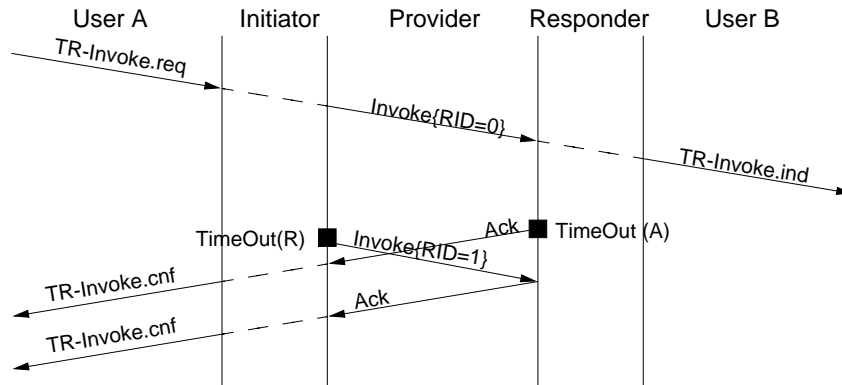 User A Initiator Provider Responder User B
TR-Invoke.req
Invoke{RID=0}
TR-Invoke.ind
Ack
TimeOut(R) TimeOut (A)
Invoke{RID=1}
TR-Invoke.cnf
Ack
TR-Invoke.cnf